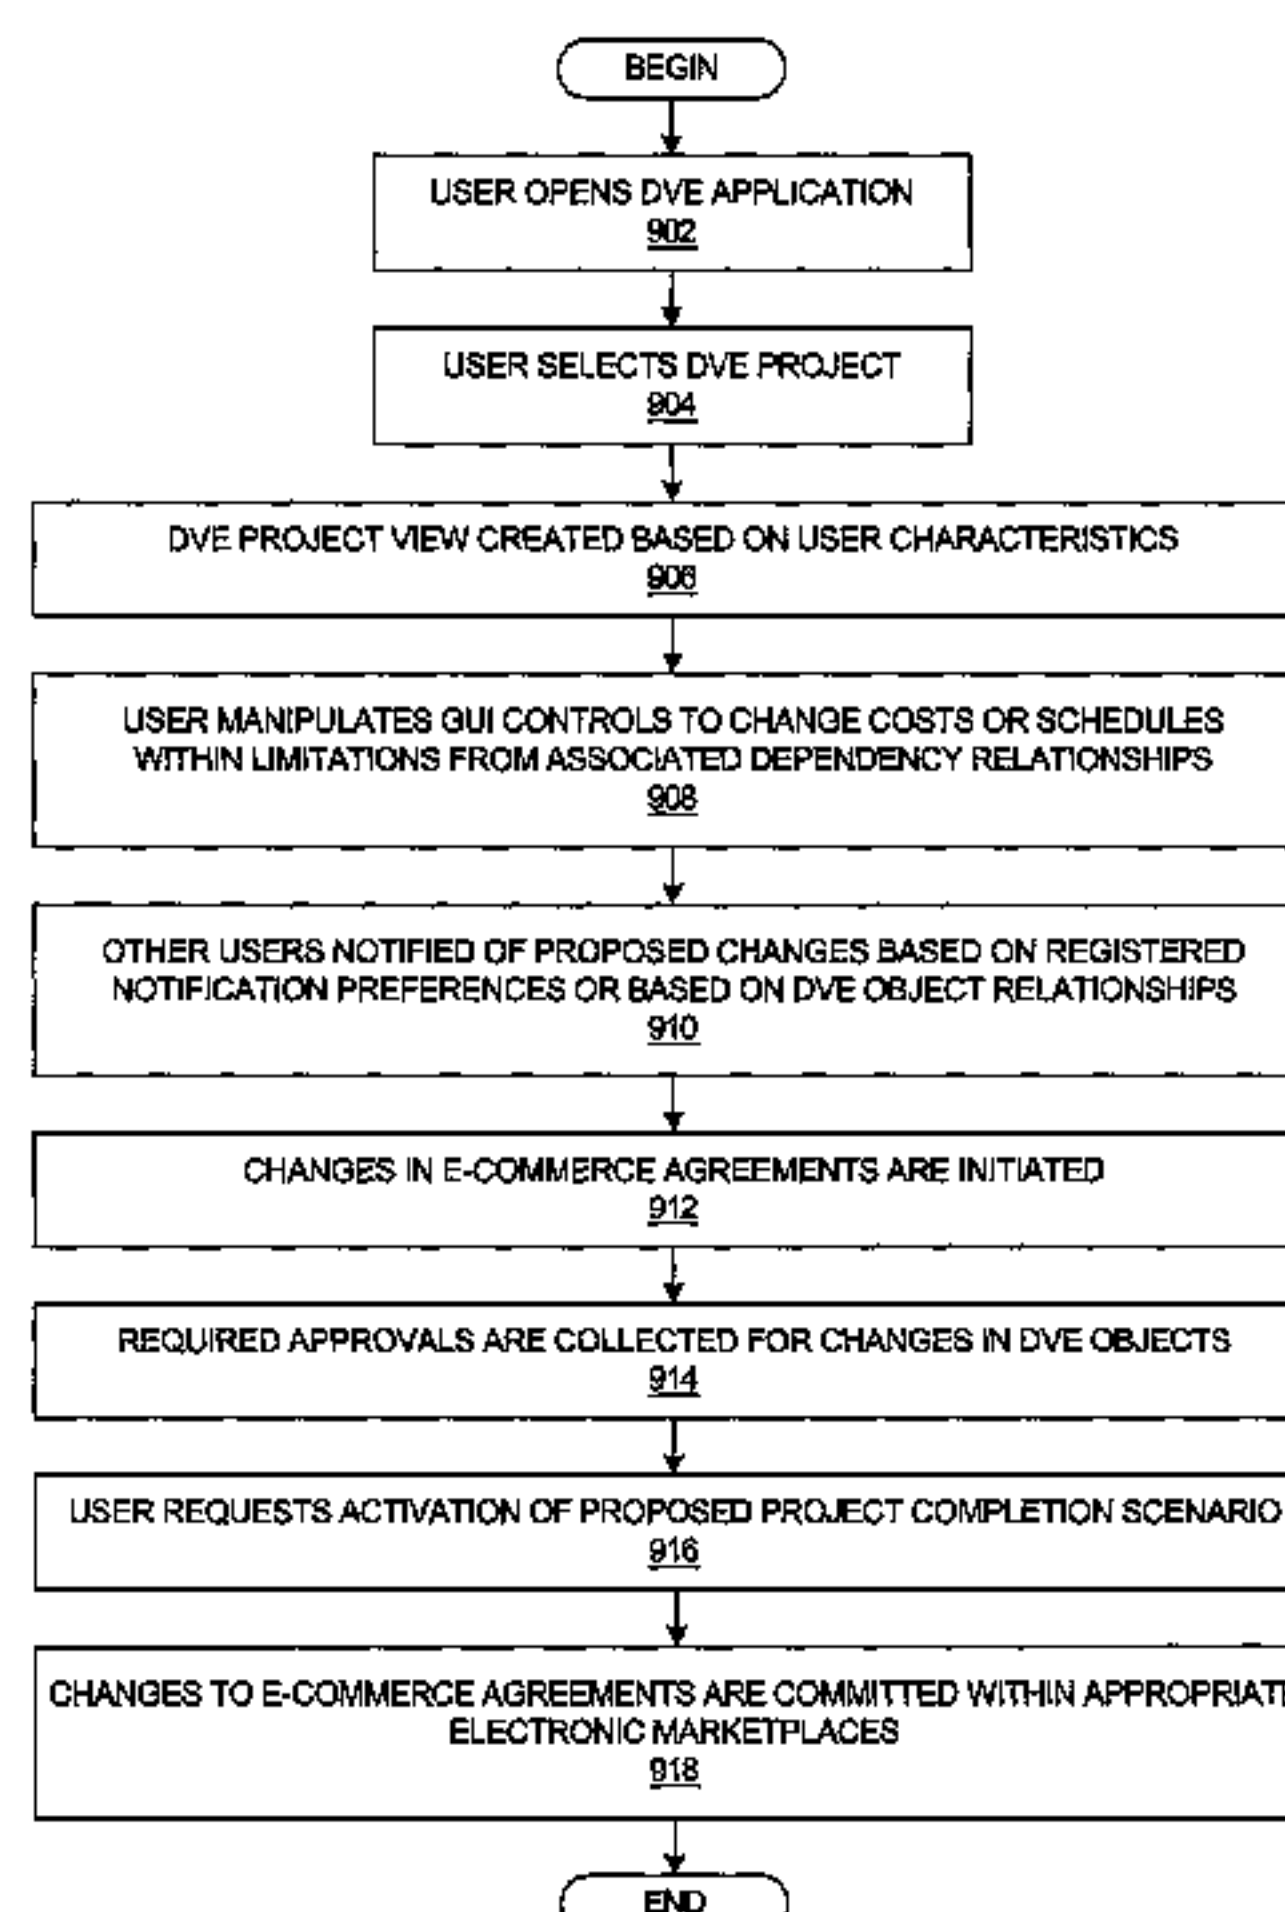 BEGIN
USER OPENS DVE APPLICATION
902
USER SELECTS DVE PROJECT
904
DVE PROJECT VIEW CREATED BASED ON USER CHARACTERISTICS
906
USER MANIPULATES GUI CONTROLS TO CHANGE COSTS OR SCHEDULES
WITHIN LIMITATIONS FROM ASSOCIATED DEPENDENCY RELATIONSHIPS
908
OTHER USERS NOTIFIED OF PROPOSED CHANGES BASED ON REGISTERED
NOTIFICATION PREFERENCES OR BASED ON DVE OBJECT RELATIONSHIPS
910
CHANGES IN E-COMMERCE AGREEMENTS ARE INITIATED
912
REQUIRED APPROVALS ARE COLLECTED FOR CHANGES IN DVE OBJECTS
914
USER REQUESTS ACTIVATION OF PROPOSED PROJECT COMPLETION SCENARIO
916
CHANGES TO E-COMMERCE AGREEMENTS ARE COMMITTED WITHIN APPROPRIATE
ELECTRONIC MARKETPLACES
918
END